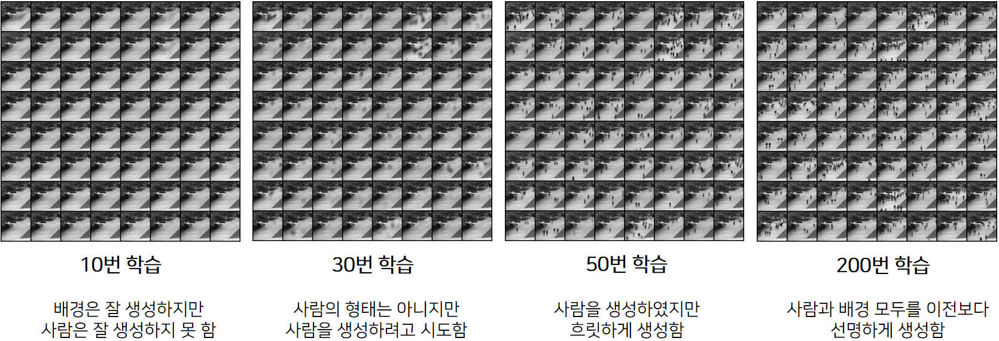 10번 학습
30번 학습
50번 학습
200번 학습
배경은 잘 생성하지만
사람은 잘 생성하지 못 함
사람의 형태는 아니지만
사람을 생성하려고 시도함
사람을 생성하였지만
흐릿하게 생성함
사람과 배경 모두를 이전보다
선명하게 생성함